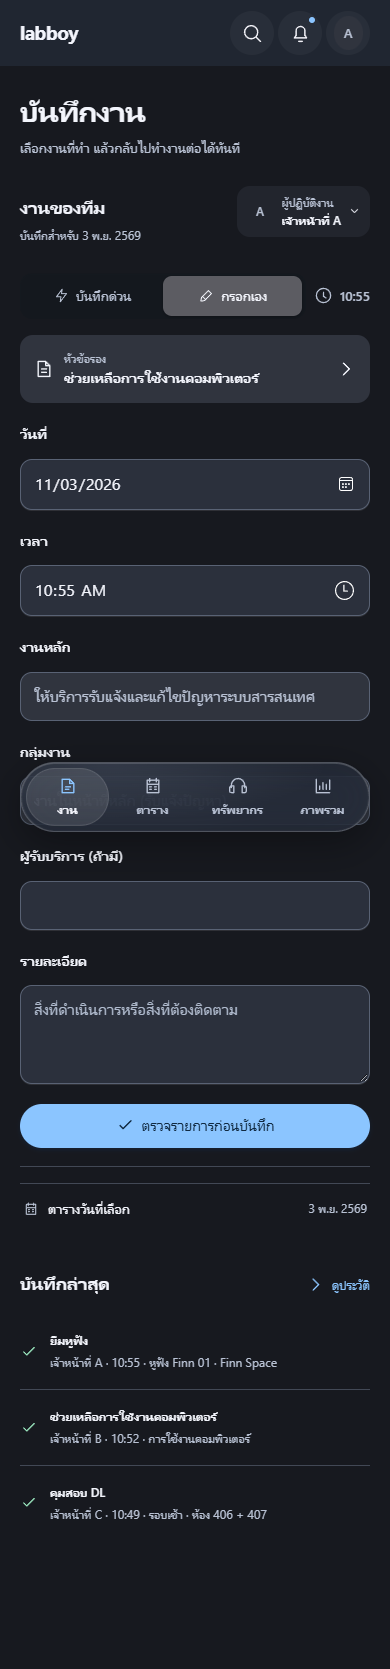 labboy
A
บันทึกงาน
เลือกงานที่ทำ แล้วกลับไปทำงานต่อได้ทันที
งานของทีม
บันทึกสำหรับ 3 พ.ย. 2569
A
ผู้ปฏิบัติงาน
เจ้าหน้าที่ A
บันทึกด่วน
กรอกเอง
10:55
หัวข้อรอง
ช่วยเหลือการใช้งานคอมพิวเตอร์
วันที่
11/03/2026
เวลา
10:55 AM
งานหลัก
ให้บริการรับแจ้งและแก้ไขปัญหาระบบสารสนเทศ
กลุ่มงาน
งาน
ตาราง
ทรัพยากร
ภาพรวม
ผู้รับบริการ (ถ้ามี)
รายละเอียด
สิ่งที่ดำเนินการหรือสิ่งที่ต้องติดตาม
ตรวจรายการก่อนบันทึก
ตารางวันที่เลือก
3 พ.ย. 2569
บันทึกล่าสุด
ดูประวัติ
ยืมหูฟัง
เจ้าหน้าที่ A · 10:55 · หูฟัง Finn 01 · Finn Space
ช่วยเหลือการใช้งานคอมพิวเตอร์
เจ้าหน้าที่ B · 10:52 · การใช้งานคอมพิวเตอร์
คุมสอบ DL
เจ้าหน้าที่ C · 10:49 · รอบเช้า · ห้อง 406 + 407